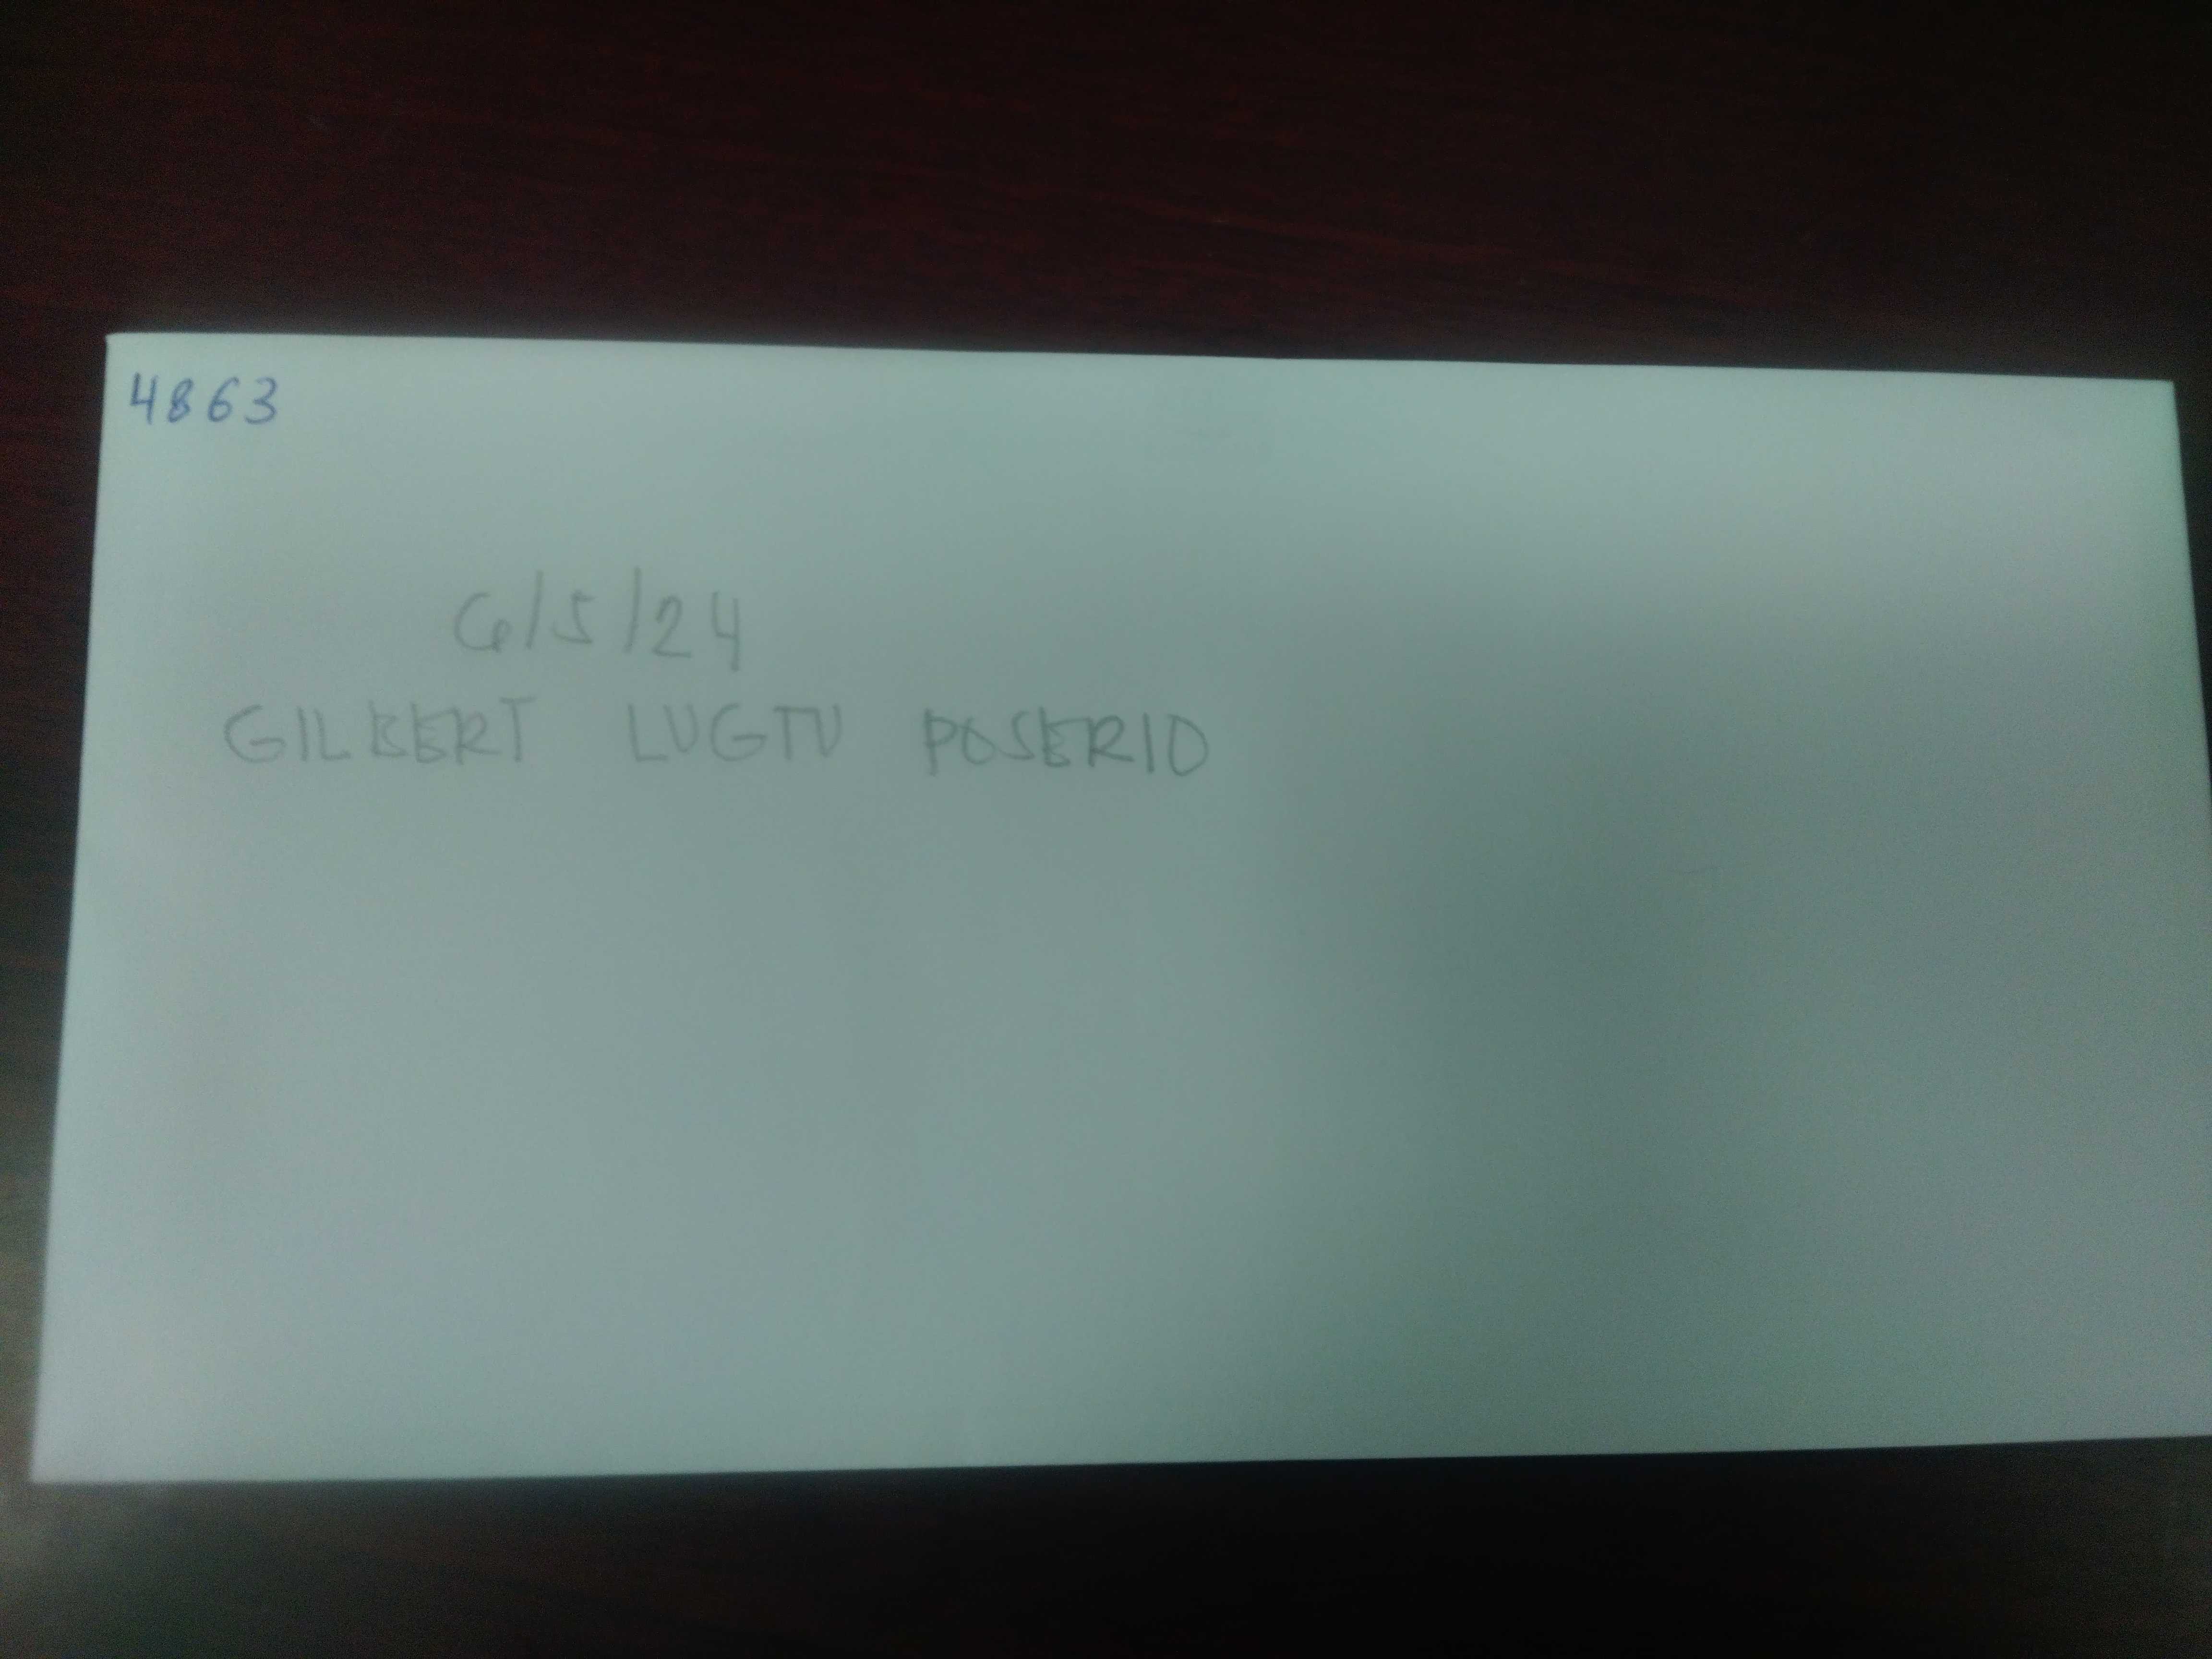 4863
6/5/24
GILBERT LUGTU POSERIO